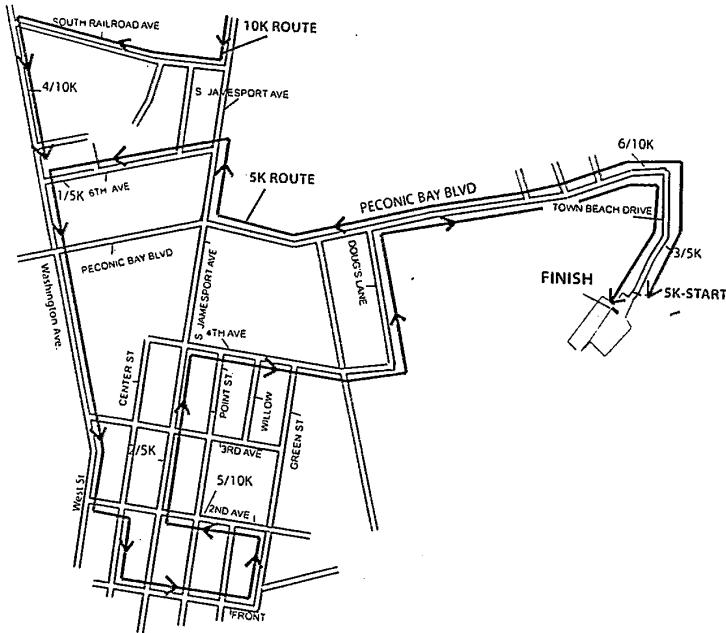 SOUTH RAILROAD AVE
10K ROUTE
4/10K
S JAMESPORT AVE
6/10K
1/5K
6TH AVE
5K ROUTE
PECONIC BAY BLVD
TOWN BEACH DRIVE
3/5K
PECONIC BAY BLVD
S JAMESPORT AVE
DOUG'S LANE
FINISH
5K-START
Washington Ave.
4TH AVE
CENTER ST
POINT ST.
WILLOW
GREEN ST
2/5K
3RD AVE
5/10K
West St
2ND AVE
FRONT